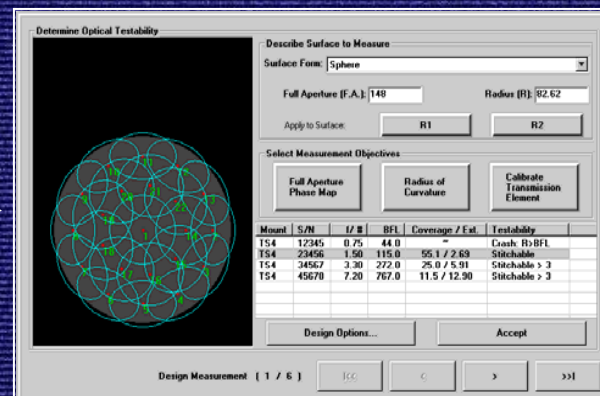 Determine Optical Testability
Describe Surface to Measure
Surface Form: Sphere
Full Aperture (F.A.): 148
Radius (R): 82.62
Apply to Surface:
R1
R2
Select Measurement Objectives
Full Aperture
Phase Map
Radius of
Curvature
Calibrate
Transmission
Element
Mount S/N f/ # BFL Coverage / Ext. Testability
TS4 12345 0.75 44.0 " Crash: R>BFL
TS4 23456 1.50 115.0 55.1 / 2.69 Stitchable
TS4 34567 3.30 272.0 25.0 / 5.91 Stitchable > 3
TS4 45670 7.20 767.0 11.5 / 12.90 Stitchable > 3
Design Options...
Accept
Design Measurement ( 1 / 6 )
|<<
<
>
>>|